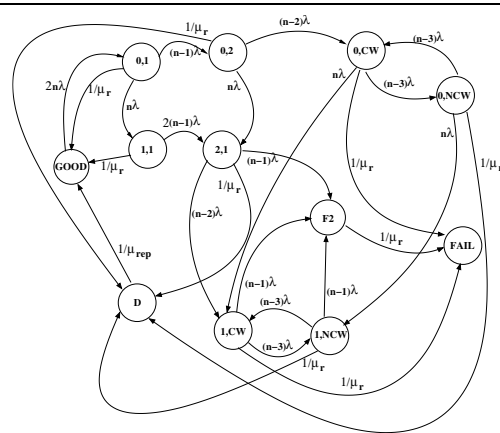 1/μr
(n−2)λ
(n−3)λ
0,2
0,CW
(n−1)λ
0,1
nλ
2nλ
(n−3)λ
0,NCW
1/μr
nλ
nλ
nλ
2(n−1)λ
1,1
2,1
(n−1)λ
1/μr
1/μr
GOOD
1/μr
1/μr
(n−2)λ
F2
1/μr
FAIL
1/μrep
(n−1)λ
(n−1)λ
D
(n−3)λ
1,CW
1,NCW
(n−3)λ
1/μr
1/μr